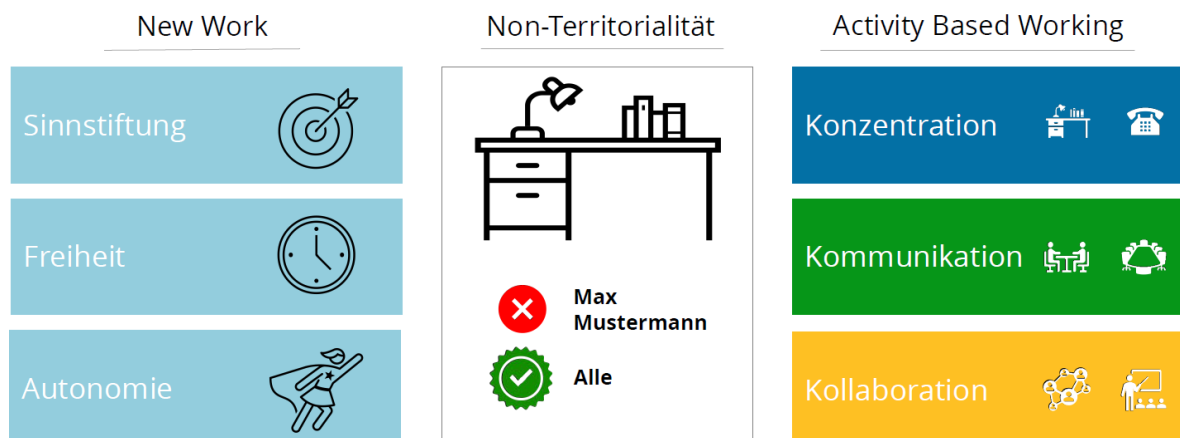 New Work
Sinnstiftung
Freiheit
Autonomie
Non-Territorialität
Max
Mustermann
Alle
Activity Based Working
Konzentration
Kommunikation
Kollaboration